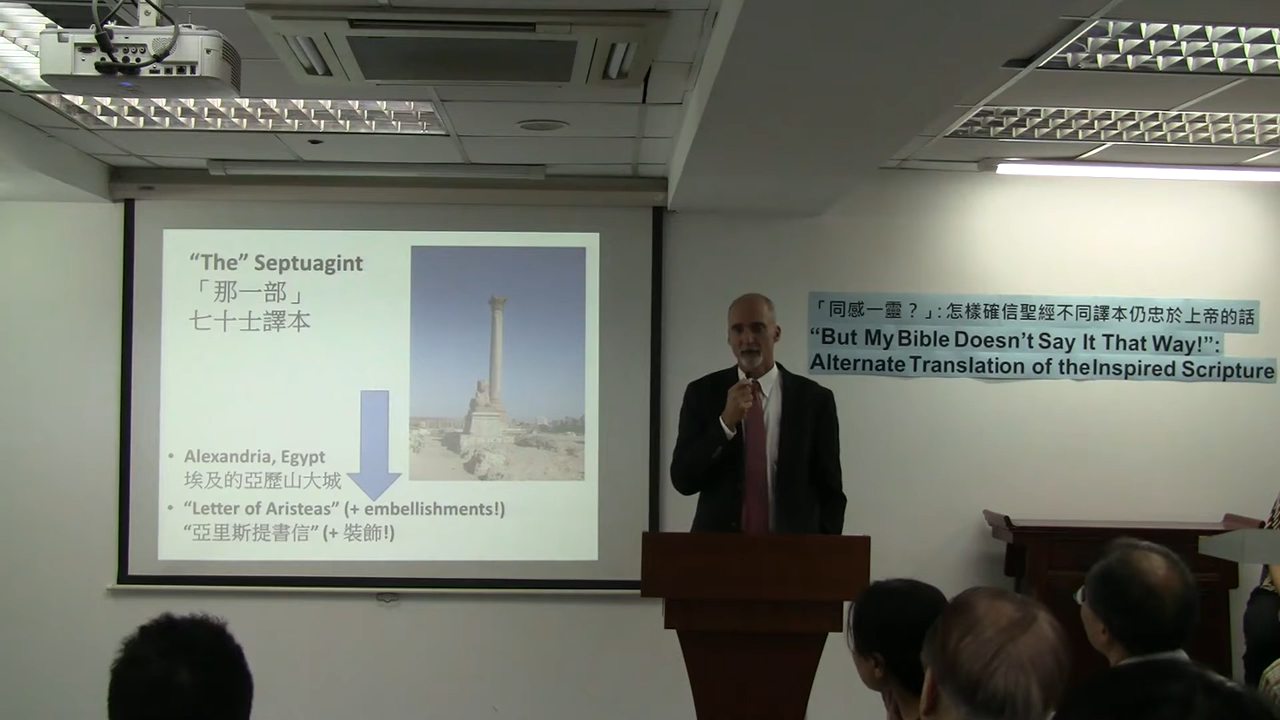 “The” Septuagint
「那一部」
七十士譯本
• Alexandria, Egypt
埃及的亞歷山大城
• “Letter of Aristeas” (+ embellishments!)
“亞里斯提書信” (+ 裝飾!)
「同感一靈？」: 怎樣確信聖經不同譯本仍忠於上帝的話
“But My Bible Doesn’t Say It That Way!”:
Alternate Translation of the Inspired Scripture